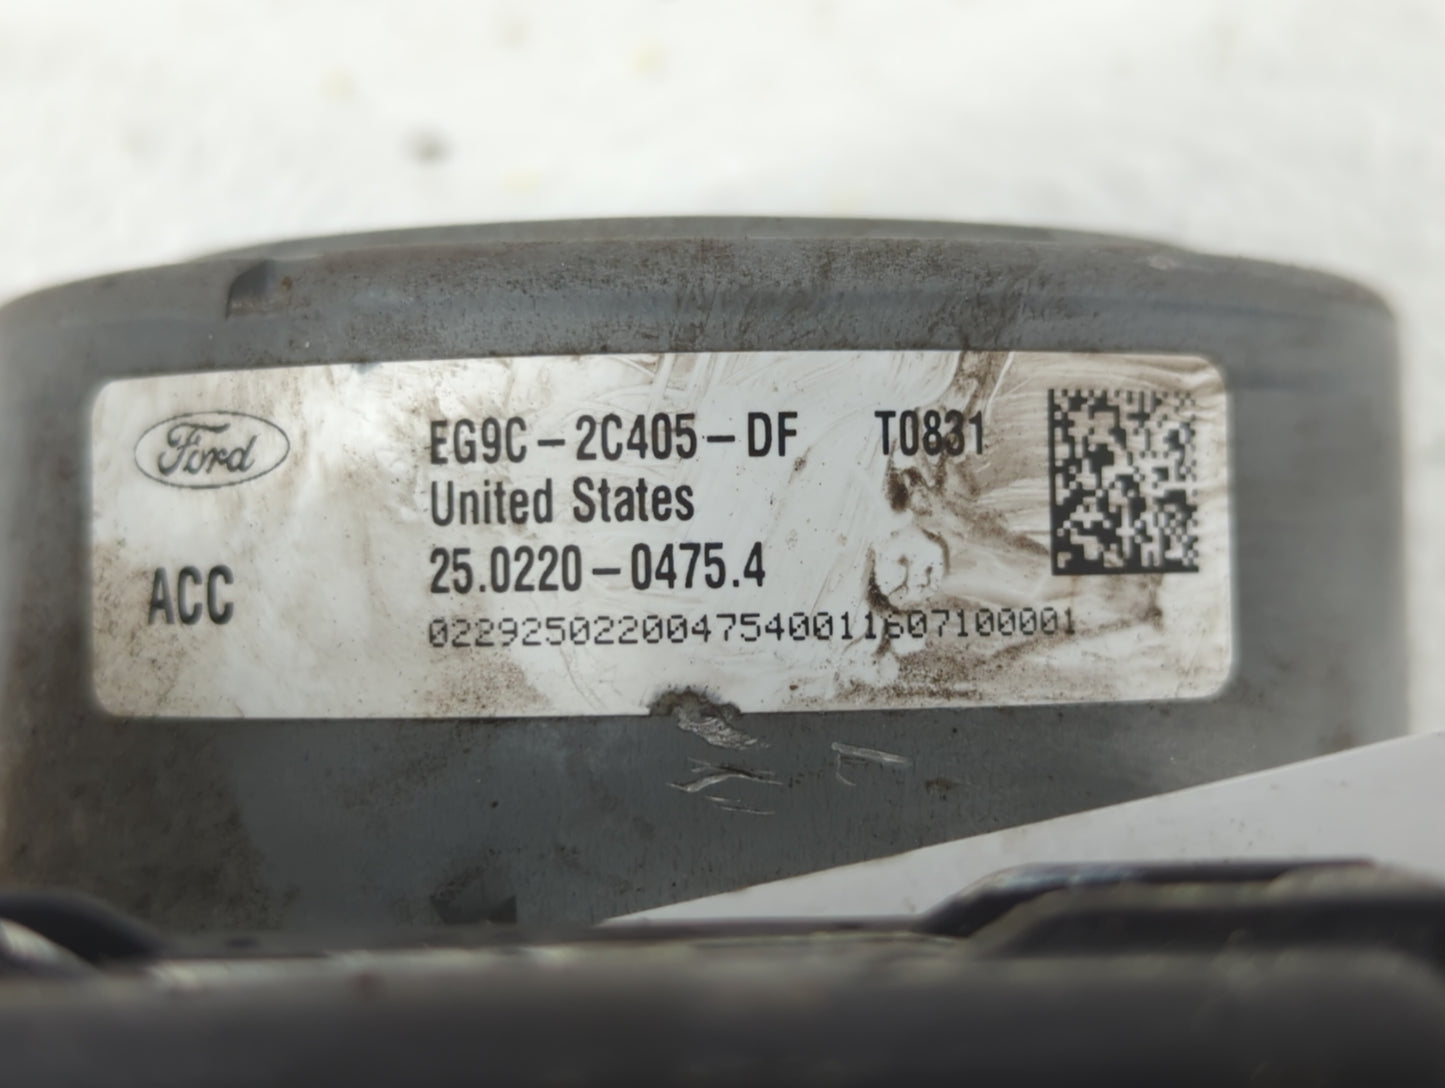 Ford
EG9C-2C405-DF T0831
United States
25.0220-0475.4
ACC
0229250220047540011607100001